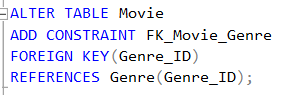 ALTER TABLE Movie
ADD CONSTRAINT FK_Movie_Genre
FOREIGN KEY(Genre_ID)
REFERENCES Genre(Genre_ID);